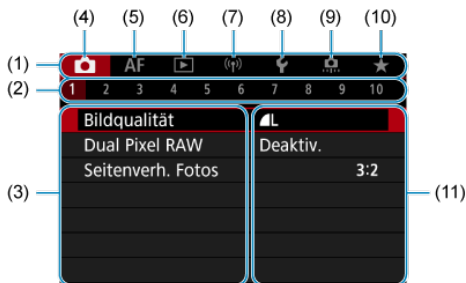 (4) (5) (6) (7) (8) (9) (10)
(1) AF
(2) 1 2 3 4 5 6 7 8 9 10
Bildqualität L
Dual Pixel RAW Deaktiv.
(3) Seitenverh. Fotos 3:2 (11)